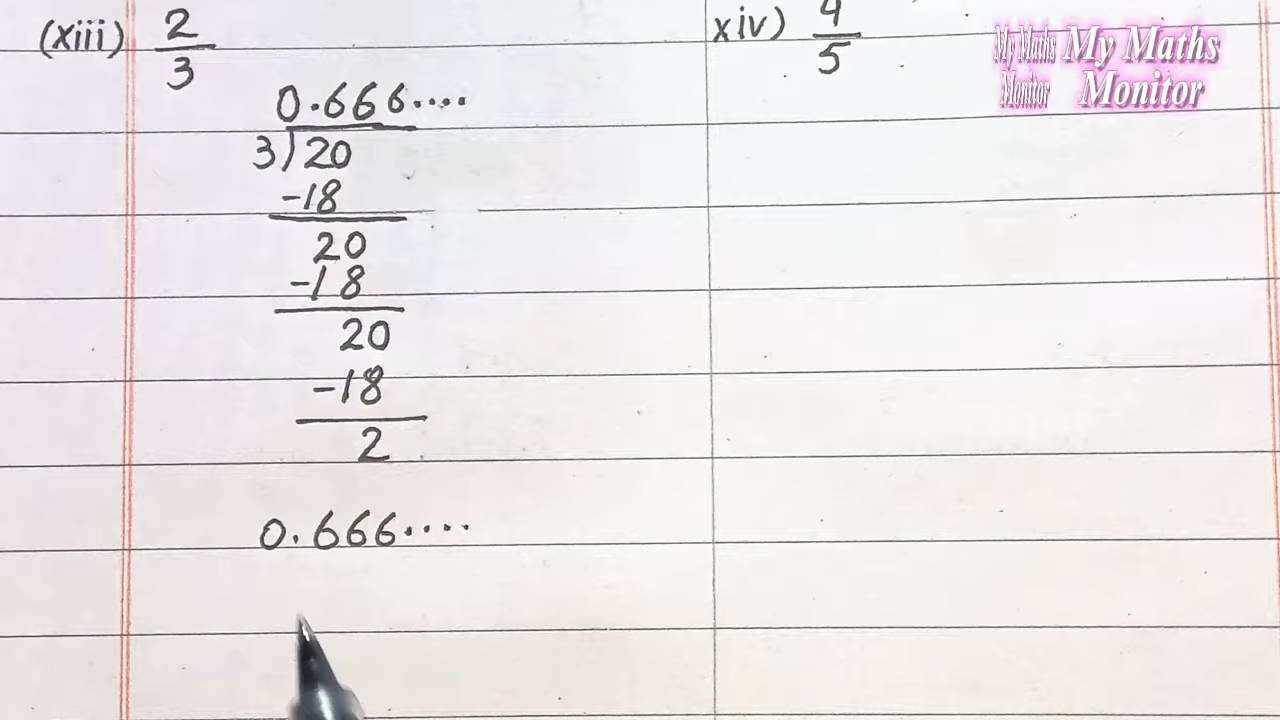 (xiii) 2/3
0.666....
3)20
-18
20
-18
20
-18
2
0.666....
xiv) 4/5
My Maths Monitor
My Maths
Monitor